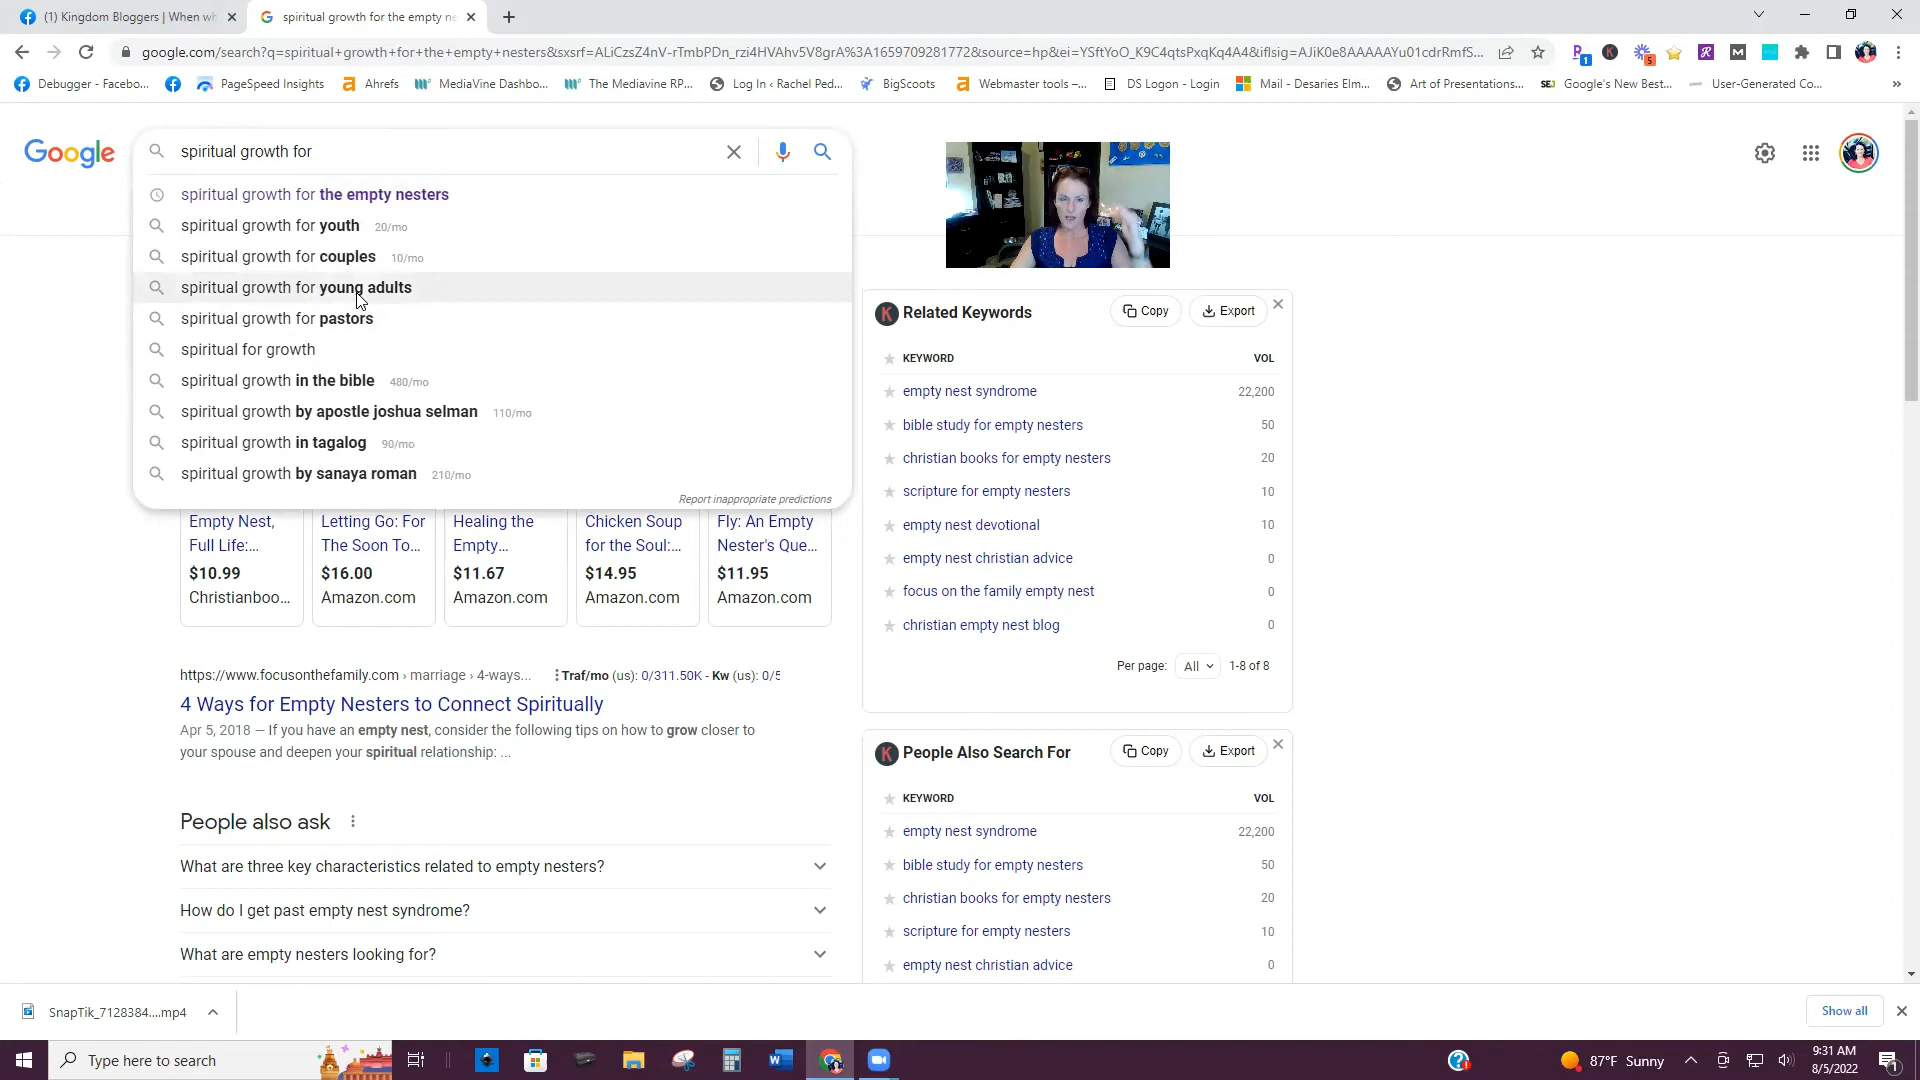 (1) Kingdom Bloggers | When wh
spiritual growth for the empty ne
google.com/search?q=spiritual+growth+for+the+empty+nesters&sxsrf=ALiCzsZ4nV-rTmbPDn_rzi4HVAhv5V8grA%3A1659709281772&source=hp&ei=YSftYoO_K9C4qtsPxqKq4A4&iflsig=AJiK0e8AAAAAYu01cdrRmfS...
Debugger - Facebo...
PageSpeed Insights
Ahrefs
MediaVine Dashbo...
The Mediavine RP...
Log In ‹ Rachel Ped...
BigScoots
Webmaster tools –...
DS Logon - Login
Mail - Desaries Elm...
Art of Presentations...
Google's New Best...
User-Generated Co...
»
Google
spiritual growth for
spiritual growth for the empty nesters
spiritual growth for youth 20/mo
spiritual growth for couples 10/mo
spiritual growth for young adults
spiritual growth for pastors
spiritual for growth
spiritual growth in the bible 480/mo
spiritual growth by apostle joshua selman 110/mo
spiritual growth in tagalog 90/mo
spiritual growth by sanaya roman 210/mo
Report inappropriate predictions
Empty Nest, Full Life:...
$10.99
Christianboo...
Letting Go: For The Soon To...
$16.00
Amazon.com
Healing the Empty...
$11.67
Amazon.com
Chicken Soup for the Soul:...
$14.95
Amazon.com
Fly: An Empty Nester's Que...
$11.95
Amazon.com
https://www.focusonthefamily.com › marriage › 4-ways...
Traf/mo (us): 0/311.50K - Kw (us): 0/5
4 Ways for Empty Nesters to Connect Spiritually
Apr 5, 2018 — If you have an empty nest, consider the following tips on how to grow closer to
your spouse and deepen your spiritual relationship: ...
People also ask
What are three key characteristics related to empty nesters?
How do I get past empty nest syndrome?
What are empty nesters looking for?
Related Keywords
Copy
Export
KEYWORD VOL
empty nest syndrome 22,200
bible study for empty nesters 50
christian books for empty nesters 20
scripture for empty nesters 10
empty nest devotional 10
empty nest christian advice 0
focus on the family empty nest 0
christian empty nest blog 0
Per page: All 1-8 of 8
People Also Search For
Copy
Export
KEYWORD VOL
empty nest syndrome 22,200
bible study for empty nesters 50
christian books for empty nesters 20
scripture for empty nesters 10
empty nest christian advice 0
SnapTik_7128384....mp4
Show all
Type here to search
87°F Sunny
9:31 AM
8/5/2022